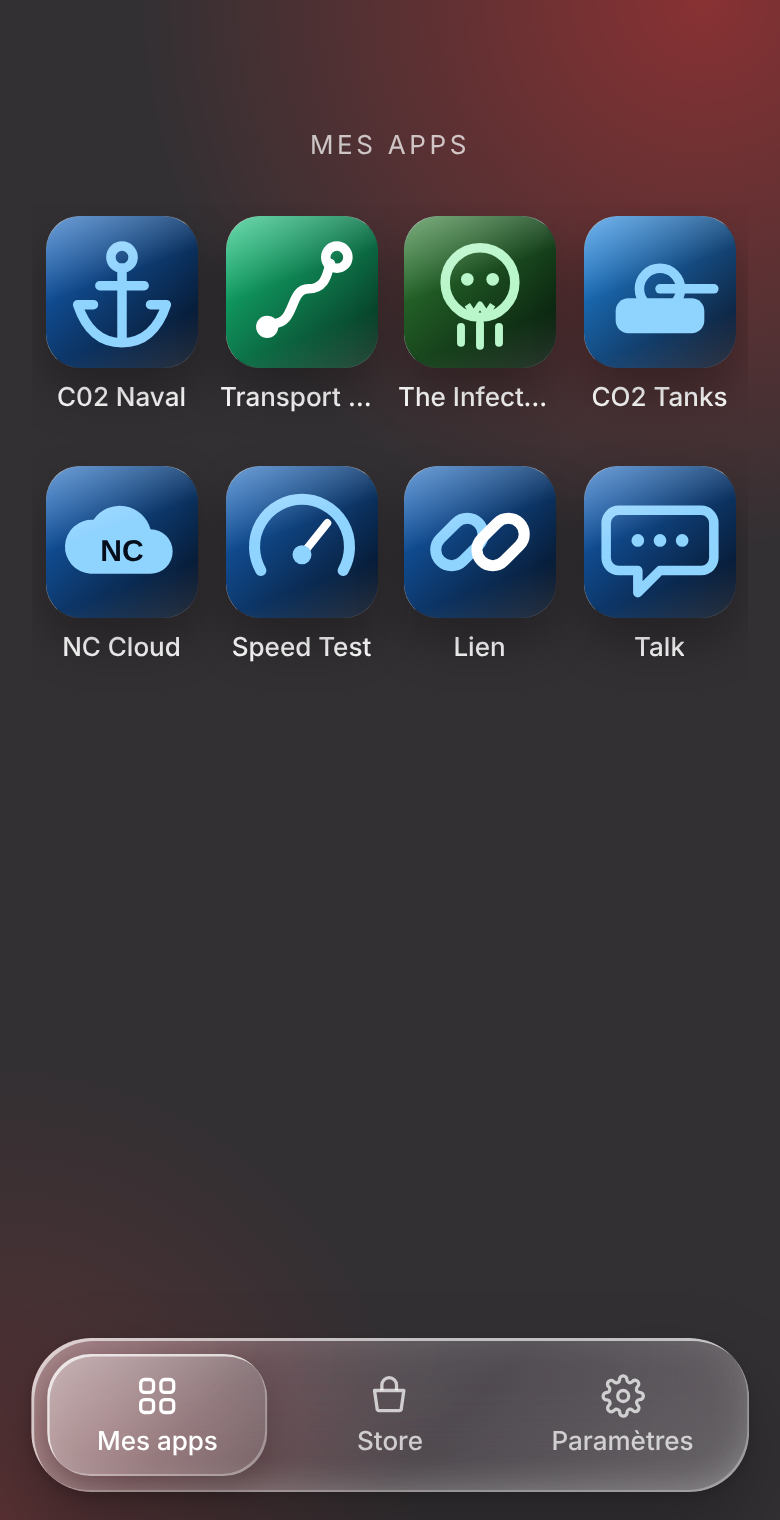 MES APPS
C02 Naval
Transport ...
The Infect...
CO2 Tanks
NC
NC Cloud
Speed Test
Lien
Talk
Mes apps
Store
Paramètres